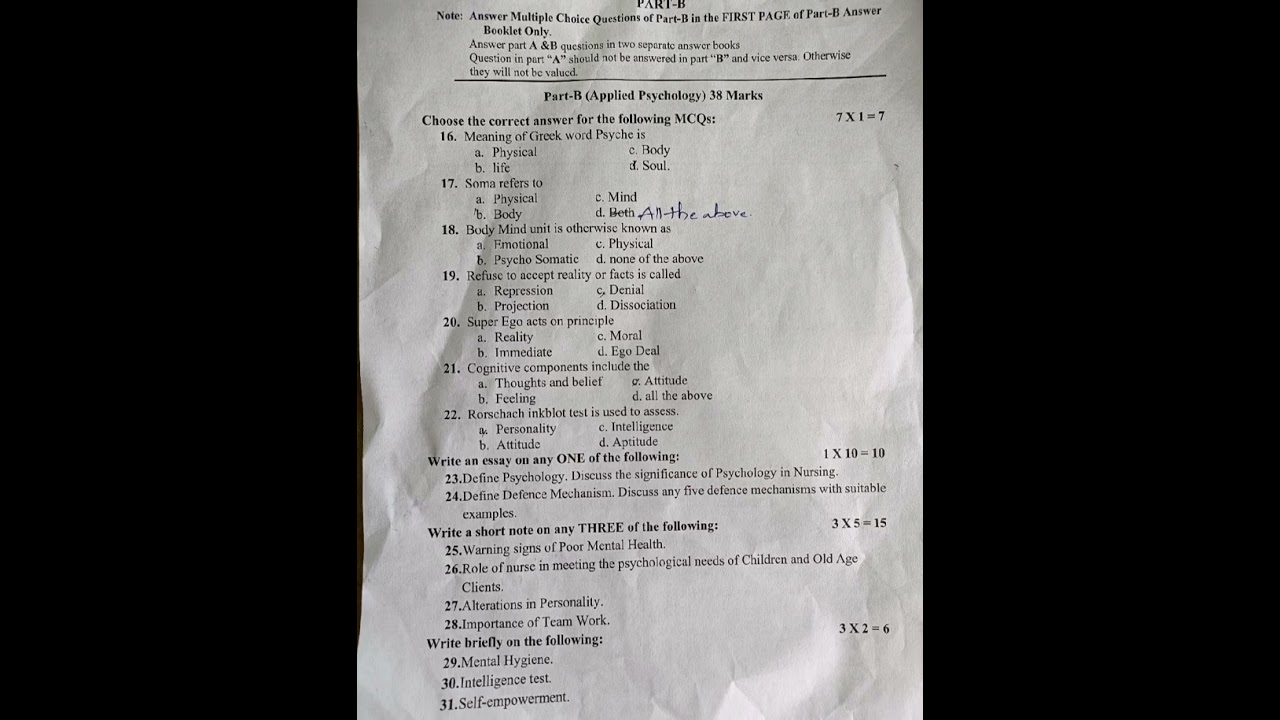 PART-B
Note: Answer Multiple Choice Questions of Part-B in the FIRST PAGE of Part-B Answer
Booklet Only.
Answer part A &B questions in two separate answer books
Question in part "A" should not be answered in part "B" and vice versa. Otherwise
they will not be valued.
Part-B (Applied Psychology) 38 Marks
Choose the correct answer for the following MCQs: 7 X 1 = 7
16. Meaning of Greek word Psyche is
a. Physical c. Body
b. life d. Soul.
17. Soma refers to
a. Physical c. Mind
b. Body d. Both All the above.
18. Body Mind unit is otherwise known as
a. Emotional c. Physical
b. Psycho Somatic d. none of the above
19. Refuse to accept reality or facts is called
a. Repression c. Denial
b. Projection d. Dissociation
20. Super Ego acts on principle
a. Reality c. Moral
b. Immediate d. Ego Deal
21. Cognitive components include the
a. Thoughts and belief c. Attitude
b. Feeling d. all the above
22. Rorschach inkblot test is used to assess.
a. Personality c. Intelligence
b. Attitude d. Aptitude
Write an essay on any ONE of the following: 1 X 10 = 10
23.Define Psychology. Discuss the significance of Psychology in Nursing.
24.Define Defence Mechanism. Discuss any five defence mechanisms with suitable
examples.
Write a short note on any THREE of the following: 3 X 5 = 15
25.Warning signs of Poor Mental Health.
26.Role of nurse in meeting the psychological needs of Children and Old Age
Clients.
27.Alterations in Personality.
28.Importance of Team Work.
Write briefly on the following: 3 X 2 = 6
29.Mental Hygiene.
30.Intelligence test.
31.Self-empowerment.